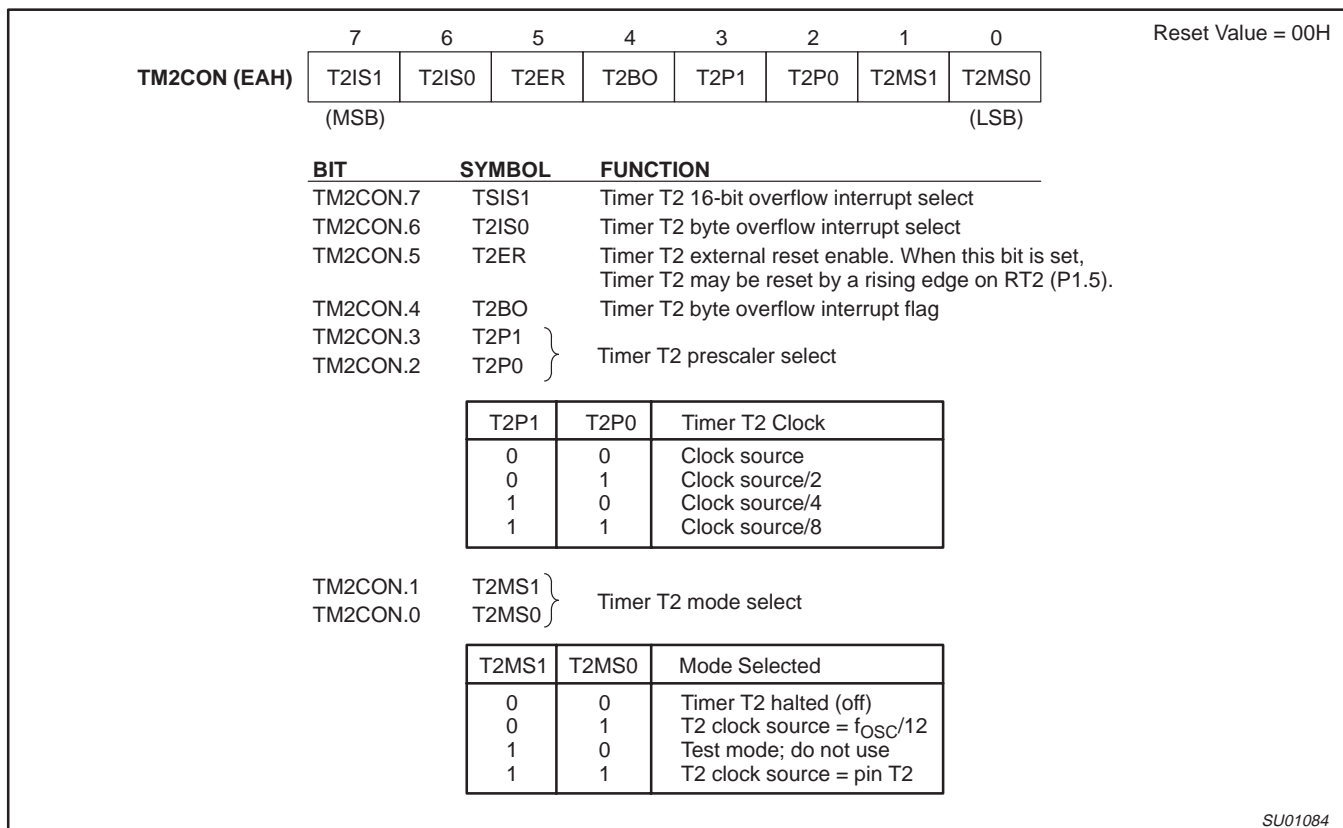 7 6 5 4 3 2 1 0 Reset Value = 00H
TM2CON (EAH) T2IS1 T2IS0 T2ER T2BO T2P1 T2P0 T2MS1 T2MS0
(MSB) (LSB)
BIT SYMBOL FUNCTION
TM2CON.7 TSIS1 Timer T2 16-bit overflow interrupt select
TM2CON.6 T2IS0 Timer T2 byte overflow interrupt select
TM2CON.5 T2ER Timer T2 external reset enable. When this bit is set,
Timer T2 may be reset by a rising edge on RT2 (P1.5).
TM2CON.4 T2BO Timer T2 byte overflow interrupt flag
TM2CON.3 T2P1
Timer T2 prescaler select
TM2CON.2 T2P0
T2P1 T2P0 Timer T2 Clock
0 0 Clock source
0 1 Clock source/2
1 0 Clock source/4
1 1 Clock source/8
TM2CON.1 T2MS1
Timer T2 mode select
TM2CON.0 T2MS0
T2MS1 T2MS0 Mode Selected
0 0 Timer T2 halted (off)
0 1 T2 clock source = fOSC/12
1 0 Test mode; do not use
1 1 T2 clock source = pin T2
SU01084